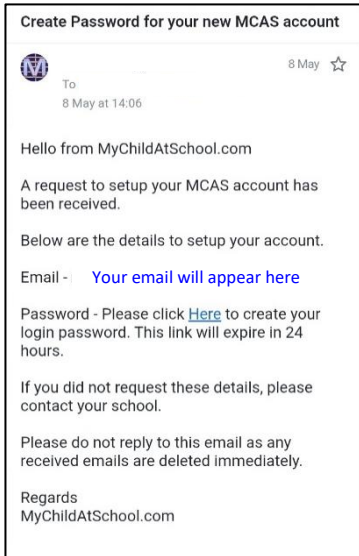 Create Password for your new MCAS account
M
8 May
To
8 May at 14:06
Hello from MyChildAtSchool.com
A request to setup your MCAS account has
been received.
Below are the details to setup your account.
Email - Your email will appear here
Password - Please click Here to create your
login password. This link will expire in 24
hours.
If you did not request these details, please
contact your school.
Please do not reply to this email as any
received emails are deleted immediately.
Regards
MyChildAtSchool.com